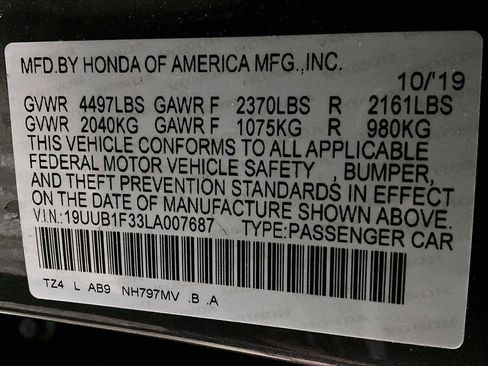 MFD.BY HONDA OF AMERICA MFG.,INC.
10/'19
GVWR 4497LBS GAWR F 2370LBS R 2161LBS
GVWR 2040KG GAWR F 1075KG R 980KG
THIS VEHICLE CONFORMS TO ALL APPLICABLE
FEDERAL MOTOR VEHICLE SAFETY , BUMPER,
AND THEFT PREVENTION STANDARDS IN EFFECT
ON THE DATE OF MANUFACTURE SHOWN ABOVE.
V.I.N.:19UUB1F33LA007687 TYPE:PASSENGER CAR
TZ4 L AB9 NH797MV .B .A